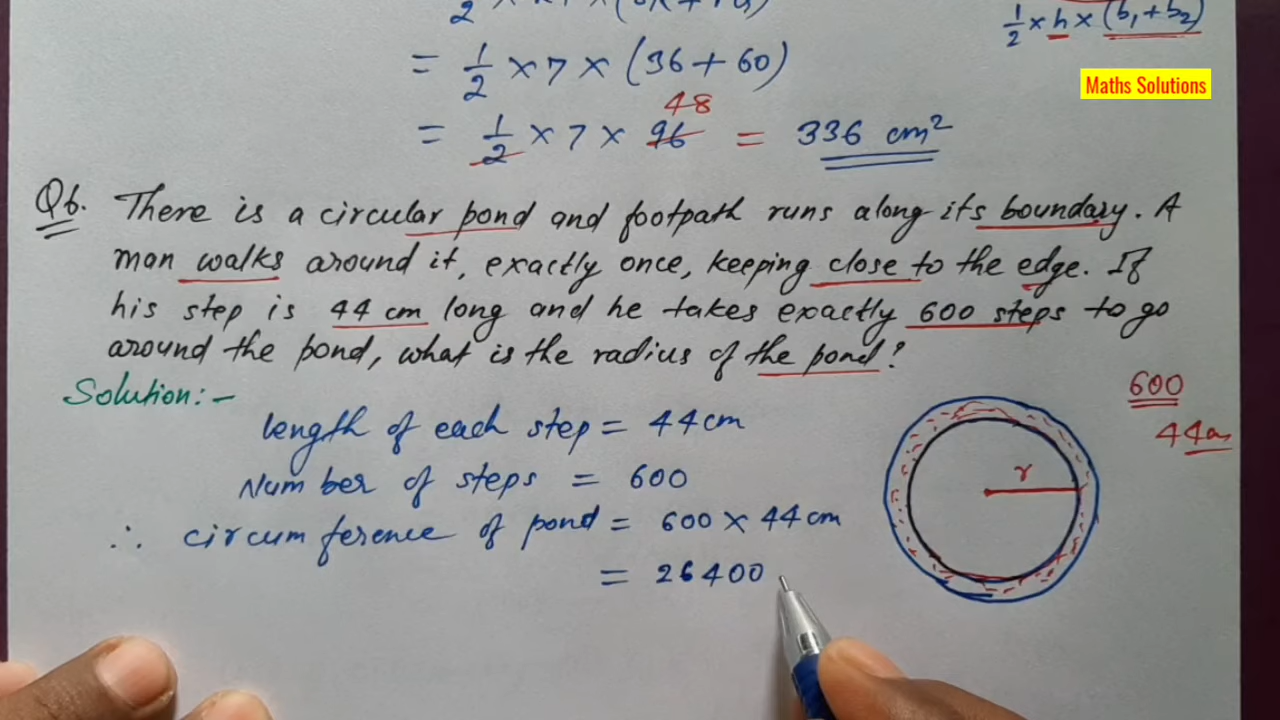 1/2 × h × (b₁ + b₂)
= 1/2 × 7 × (36 + 60)
Maths Solutions
48
= 1/2 × 7 × 96 = 336 cm²
Q6. There is a circular pond and footpath runs along its boundary. A
man walks around it, exactly once, keeping close to the edge. If
his step is 44 cm long and he takes exactly 600 steps to go
around the pond, what is the radius of the pond?
Solution:-
length of each step = 44 cm
Number of steps = 600
∴ circumference of pond = 600 × 44 cm
= 26400
r
600
44